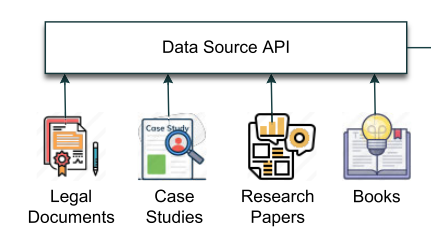 Data Source API
Case Study
Legal
Documents
Case
Studies
Research
Papers
Books